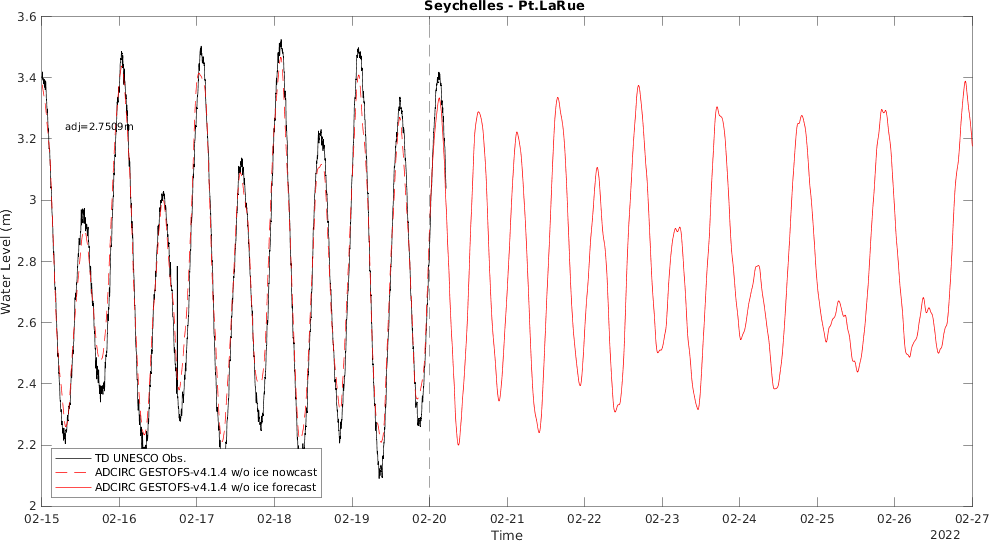 Seychelles - Pt.LaRue
3.6
3.4
3.2
3
2.8
2.6
2.4
2.2
2
Water Level (m)
adj=2.7509m
TD UNESCO Obs.
ADCIRC GESTOFS-v4.1.4 w/o ice nowcast
ADCIRC GESTOFS-v4.1.4 w/o ice forecast
02-15 02-16 02-17 02-18 02-19 02-20 02-21 02-22 02-23 02-24 02-25 02-26 02-27
Time
2022